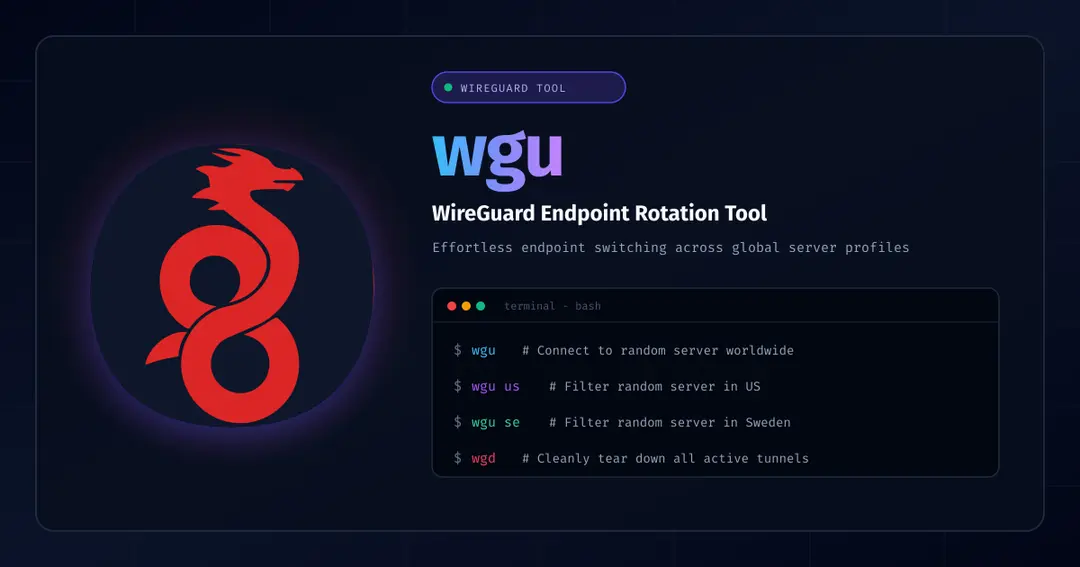 WIREGUARD TOOL
wgu
WireGuard Endpoint Rotation Tool
Effortless endpoint switching across global server profiles
terminal - bash
$ wgu # Connect to random server worldwide
$ wgu us # Filter random server in US
$ wgu se # Filter random server in Sweden
$ wgd # Cleanly tear down all active tunnels